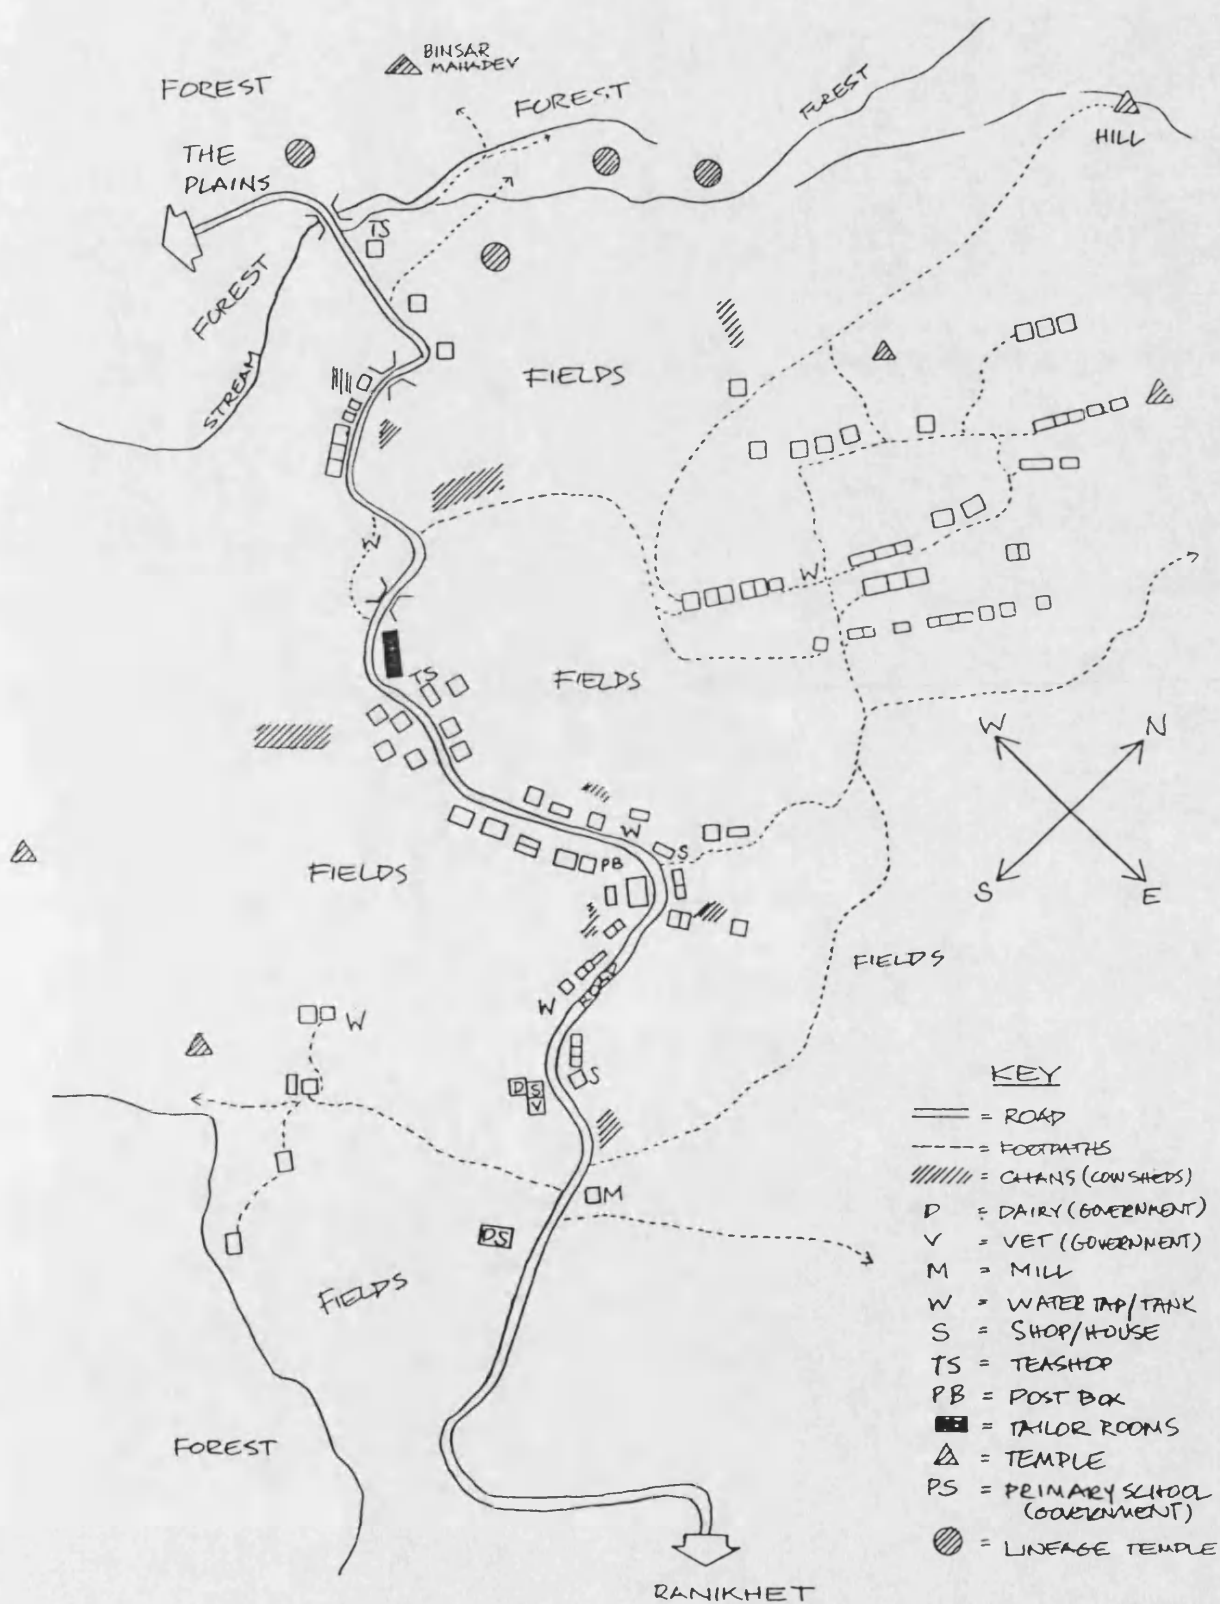 BINSAR
MAHADEV
FOREST
FOREST
FOREST
THE
PLAINS
HILL
TS
FOREST
STREAM
FIELDS
W
TS
FIELDS
W
N
S
E
W
S
PB
FIELDS
ROAD
W
FIELDS
W
D
S
V
S
M
PS
FIELDS
FOREST
RANIKHET
KEY
= ROAD
= FOOTPATHS
= CHANS (COWSHEDS)
D = DAIRY (GOVERNMENT)
V = VET (GOVERNMENT)
M = MILL
W = WATER TAP/TANK
S = SHOP/HOUSE
TS = TEASHOP
PB = POST BOX
= TAILOR ROOMS
= TEMPLE
PS = PRIMARY SCHOOL
(GOVERNMENT)
= LINEAGE TEMPLE